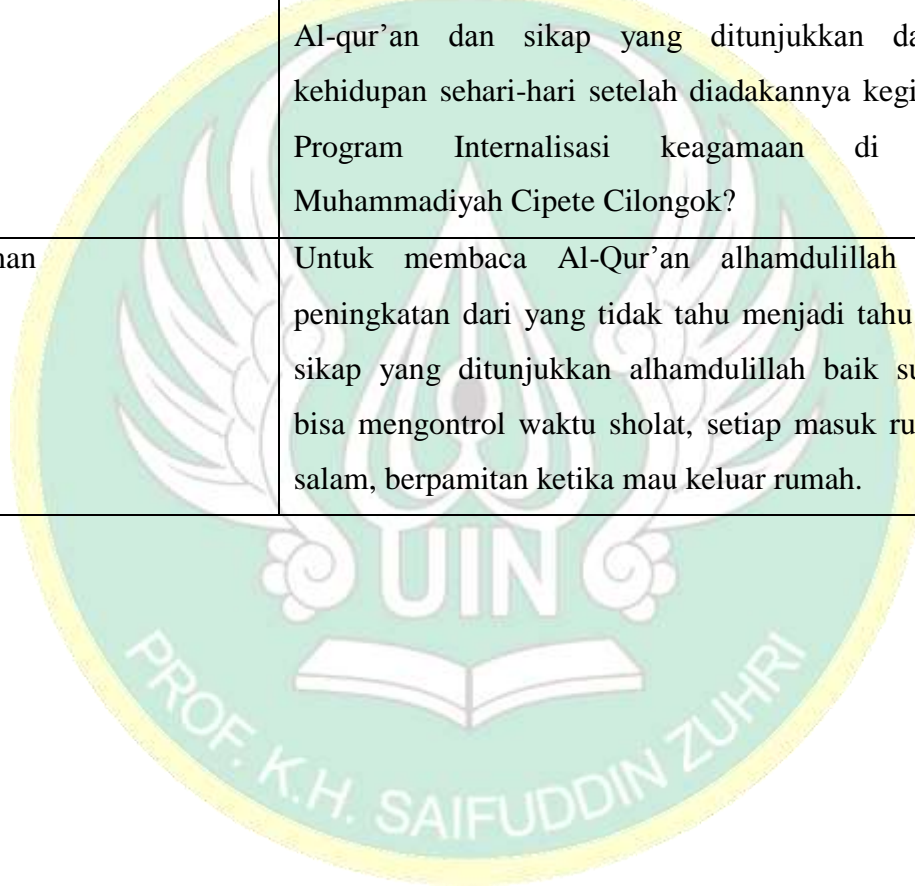 Al-qur’an dan sikap yang ditunjukkan da
kehidupan sehari-hari setelah diadakannya kegi
Program Internalisasi keagamaan di
Muhammadiyah Cipete Cilongok?
nan
Untuk membaca Al-Qur’an alhamdulillah
peningkatan dari yang tidak tahu menjadi tahu
sikap yang ditunjukkan alhamdulillah baik su
bisa mengontrol waktu sholat, setiap masuk ru
salam, berpamitan ketika mau keluar rumah.
UIN
PROF. K.H. SAIFUDDIN ZUHRI